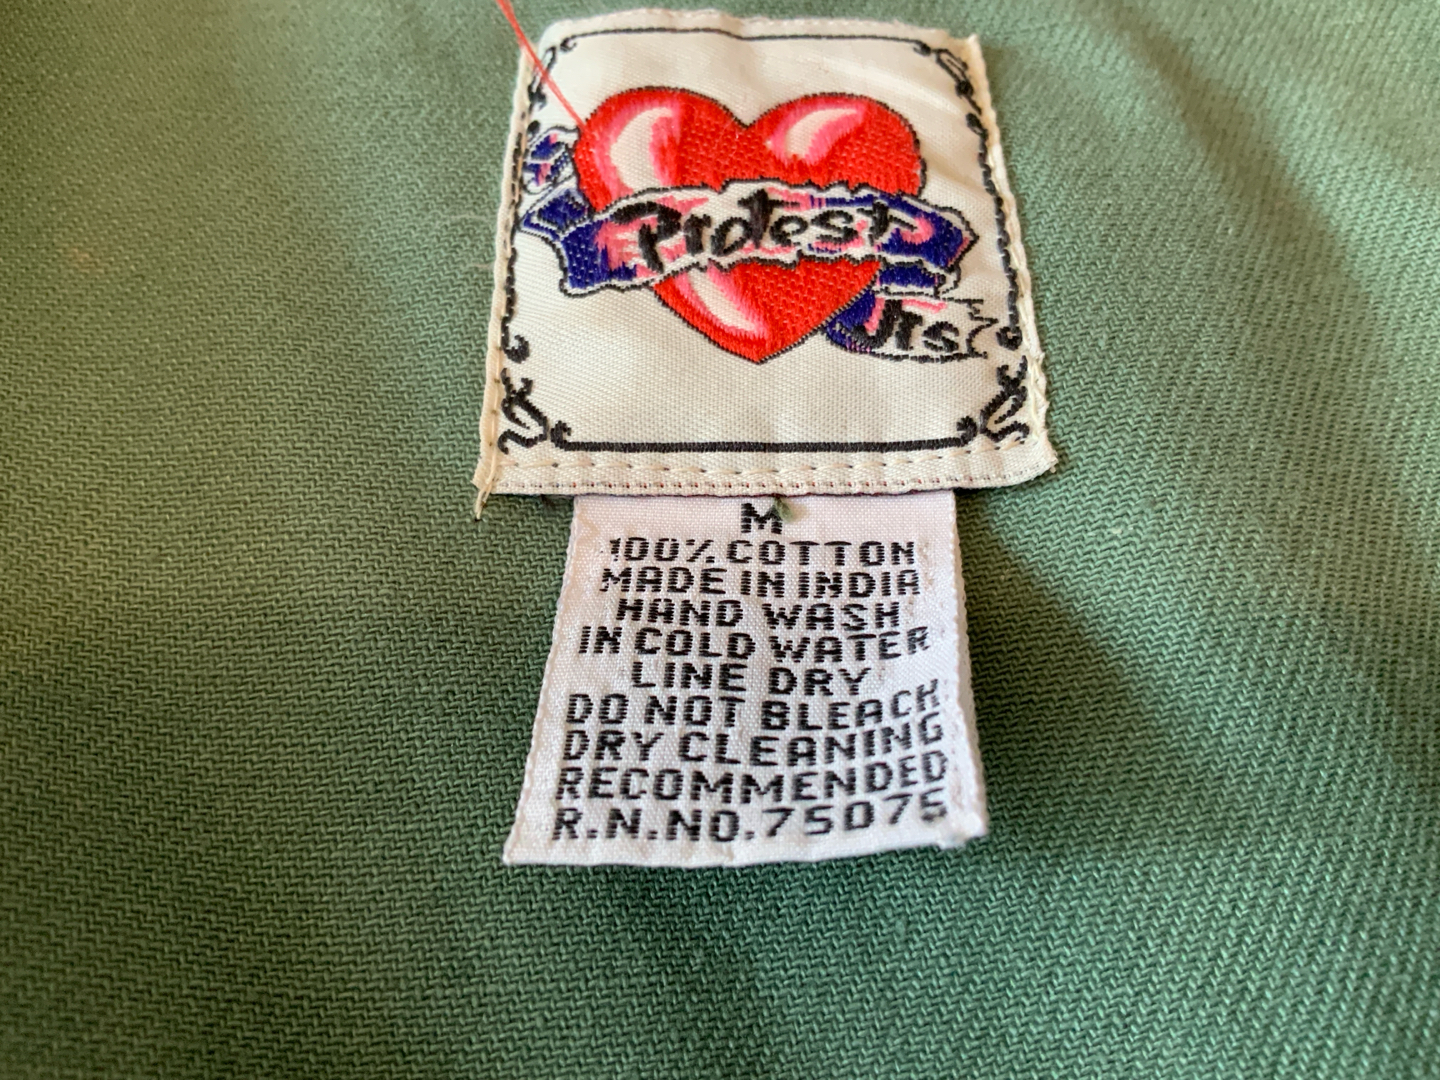 Protest
Jrs
M
100% COTTON
MADE IN INDIA
HAND WASH
IN COLD WATER
LINE DRY
DO NOT BLEACH
DRY CLEANING
RECOMMENDED
R.N.NO.75075